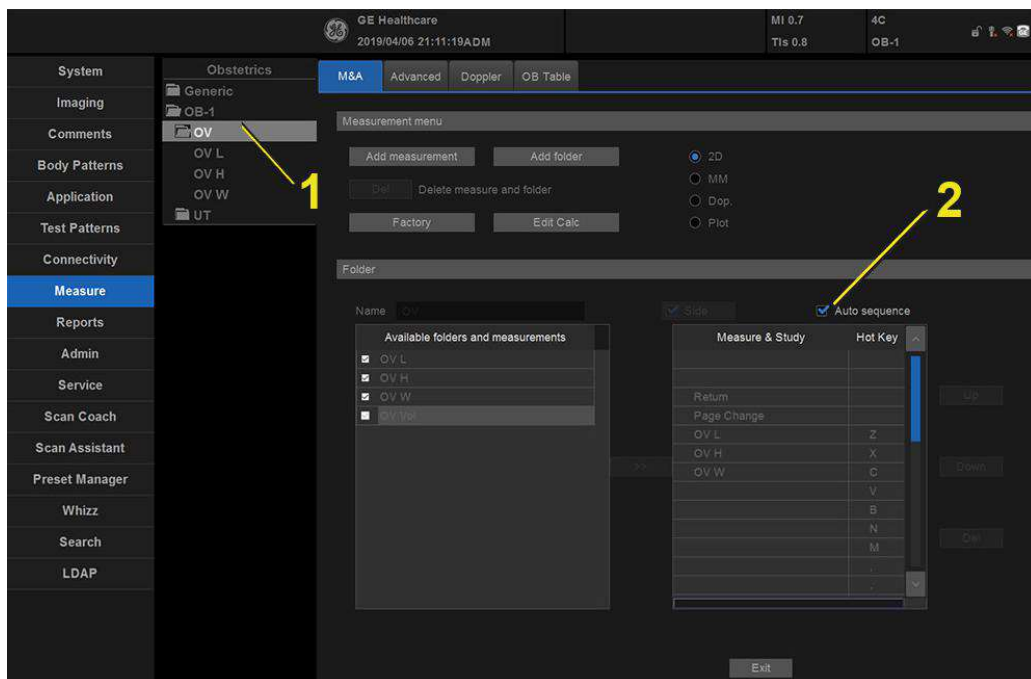 GE Healthcare
2019/04/06 21:11:19ADM
MI 0.7
TIs 0.8
4C
OB-1
System
Imaging
Comments
Body Patterns
Application
Test Patterns
Connectivity
Measure
Reports
Admin
Service
Scan Coach
Scan Assistant
Preset Manager
Whizz
Search
LDAP
Obstetrics
Generic
OB-1
OV
OV L
OV H
OV W
UT
1
M&A Advanced Doppler OB Table
Measurement menu
Add measurement Add folder
Del Delete measure and folder
Factory Edit Calc
2D
MM
Dop.
Plot
2
Folder
Name OV
Side
Auto sequence
Available folders and measurements
OV L
OV H
OV W
OV Vol
>>
Measure & Study Hot Key
Return
Page Change
OV L Z
OV H X
OV W C
V
B
N
M
,
.
Up
Down
Del
Exit